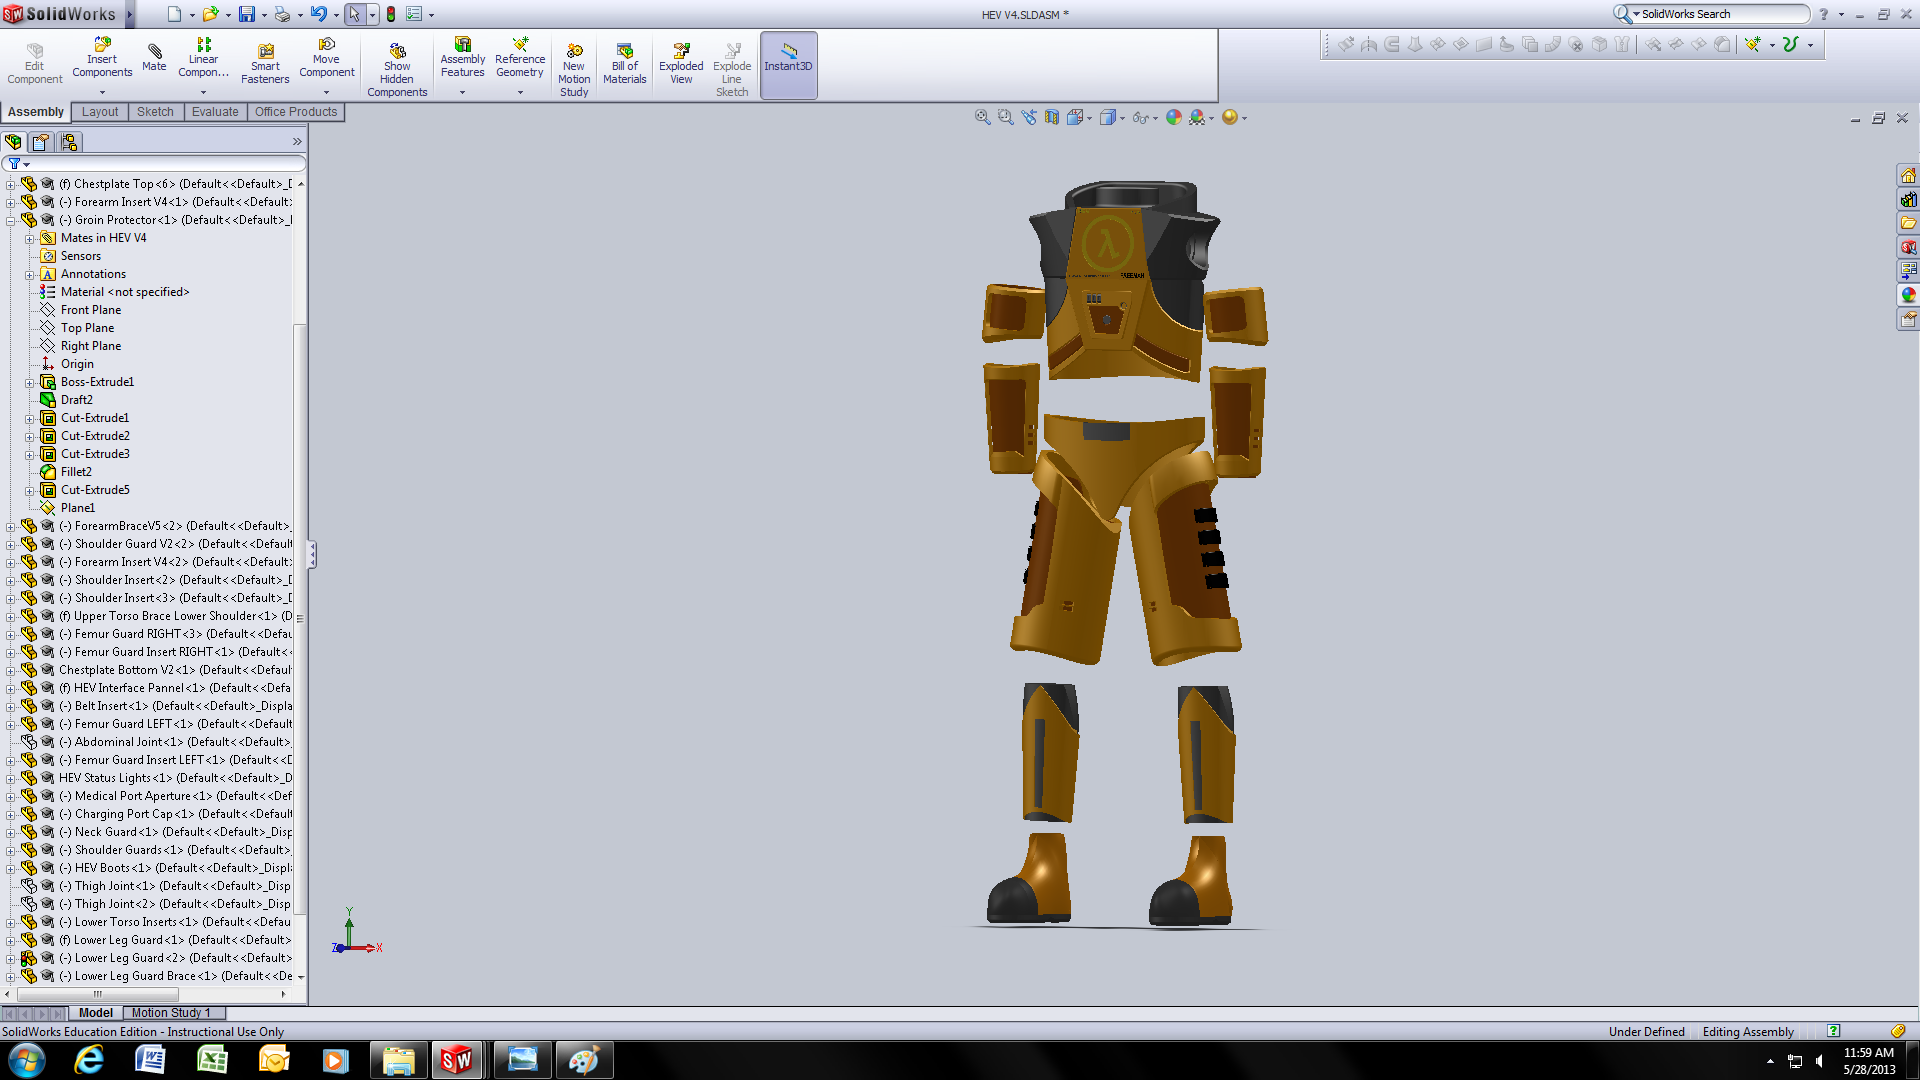 SolidWorks
HEV V4.SLDASM *
SolidWorks Search
Edit Component
Insert Components
Mate
Linear Compon...
Smart Fasteners
Move Component
Show Hidden Components
Assembly Features
Reference Geometry
New Motion Study
Bill of Materials
Exploded View
Explode Line Sketch
Instant3D
Assembly Layout Sketch Evaluate Office Products
(f) Chestplate Top<6> (Default<<Default>_D
(-) Forearm Insert V4<1> (Default<<Default>
(-) Groin Protector<1> (Default<<Default>_
Mates in HEV V4
Sensors
Annotations
Material <not specified>
Front Plane
Top Plane
Right Plane
Origin
Boss-Extrude1
Draft2
Cut-Extrude1
Cut-Extrude2
Cut-Extrude3
Fillet2
Cut-Extrude5
Plane1
(-) ForearmBraceV5<2> (Default<<Default>_
(-) Shoulder Guard V2<2> (Default<<Default
(-) Forearm Insert V4<2> (Default<<Default>
(-) Shoulder Insert<2> (Default<<Default>_D
(-) Shoulder Insert<3> (Default<<Default>_D
(f) Upper Torso Brace Lower Shoulder<1> (D
(-) Femur Guard RIGHT<3> (Default<<Defau
(-) Femur Guard Insert RIGHT<1> (Default<<
Chestplate Bottom V2<1> (Default<<Default
(f) HEV Interface Pannel<1> (Default<<Defa
(-) Belt Insert<1> (Default<<Default>_Displa
(-) Femur Guard LEFT<1> (Default<<Default
(-) Abdominal Joint<1> (Default<<Default>_
(-) Femur Guard Insert LEFT<1> (Default<<D
HEV Status Lights<1> (Default<<Default>_D
(-) Medical Port Aperture<1> (Default<<Def
(-) Charging Port Cap<1> (Default<<Default
(-) Neck Guard<1> (Default<<Default>_Disp
(-) Shoulder Guards<1> (Default<<Default>_
(-) HEV Boots<1> (Default<<Default>_Displ
(-) Thigh Joint<1> (Default<<Default>_Disp
(-) Thigh Joint<2> (Default<<Default>_Disp
(-) Lower Torso Inserts<1> (Default<<Defau
(f) Lower Leg Guard<1> (Default<<Default>
(-) Lower Leg Guard<2> (Default<<Default>
(-) Lower Leg Guard Brace<1> (Default<<De
λ
FREEMAN
Y
Z X
Model Motion Study 1
SolidWorks Education Edition - Instructional Use Only
Under Defined Editing Assembly
11:59 AM
5/28/2013